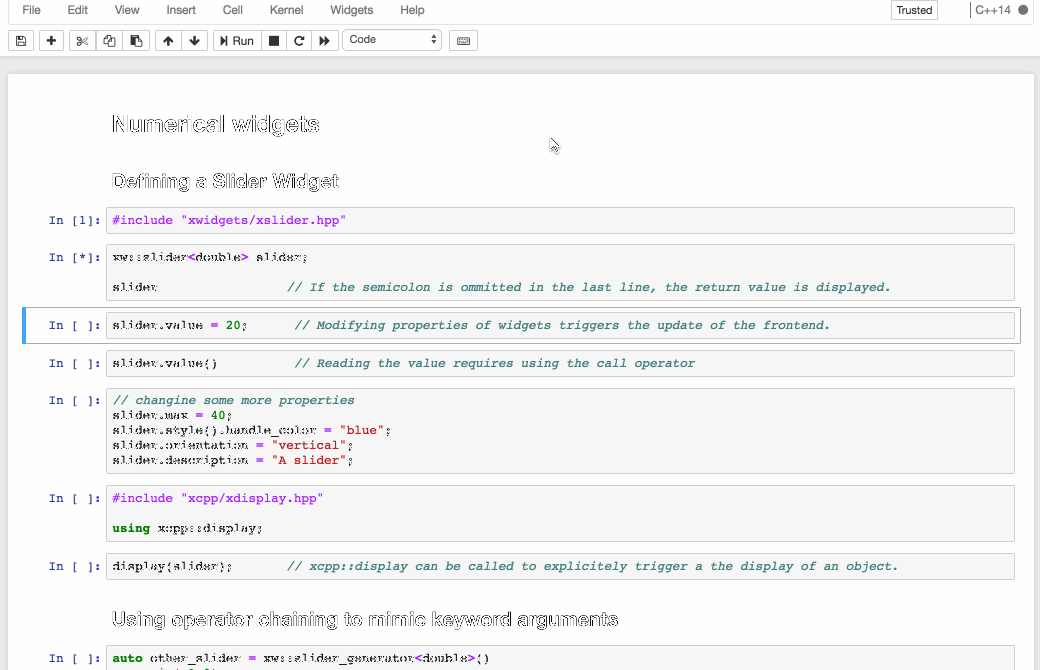 File Edit View Insert Cell Kernel Widgets Help Trusted C++14
Run Code
Numerical widgets
Defining a Slider Widget
In [1]: #include "xwidgets/xslider.hpp"
In [*]: xw::slider<double> slider;
slider // If the semicolon is ommitted in the last line, the return value is displayed.
In [ ]: slider.value = 20; // Modifying properties of widgets triggers the update of the frontend.
In [ ]: slider.value() // Reading the value requires using the call operator
In [ ]: // changine some more properties
slider.max = 40;
slider.style().handle_color = "blue";
slider.orientation = "vertical";
slider.description = "A slider";
In [ ]: #include "xcpp/xdisplay.hpp"
using xcpp::display;
In [ ]: display(slider); // xcpp::display can be called to explicitely trigger a the display of an object.
Using operator chaining to mimic keyword arguments
In [ ]: auto other_slider = xw::slider_generator<double>()